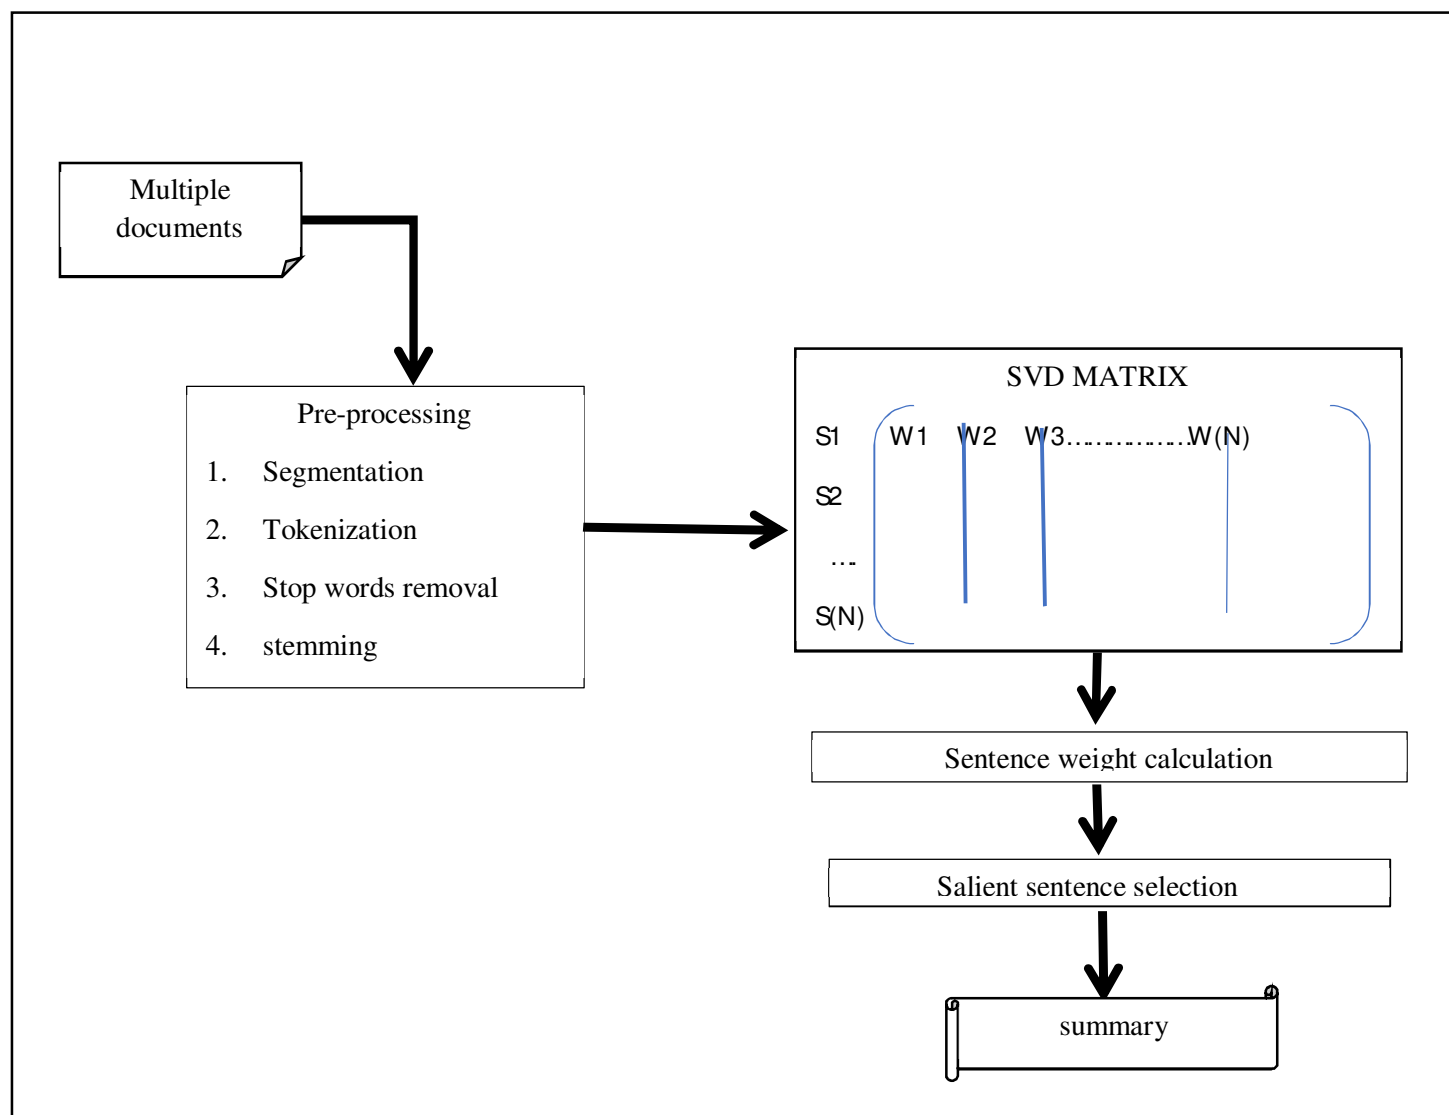 Multiple
documents
Pre-processing
1. Segmentation
2. Tokenization
3. Stop words removal
4. stemming
SVD MATRIX
S1 W1 W2 W3………………W(N)
S2
….
S(N)
Sentence weight calculation
Salient sentence selection
summary